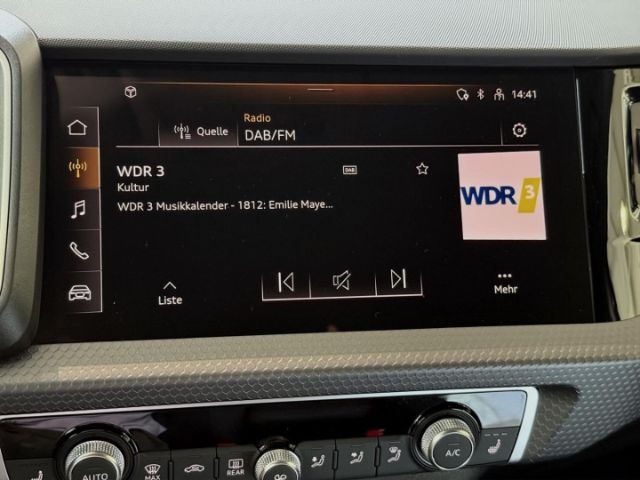 14:41
Radio
Quelle
DAB/FM
WDR 3
DAB
Kultur
WDR 3 Musikkalender - 1812: Emilie Maye...
WDR 3
Liste
Mehr
AUTO
MAX
REAR
A/C